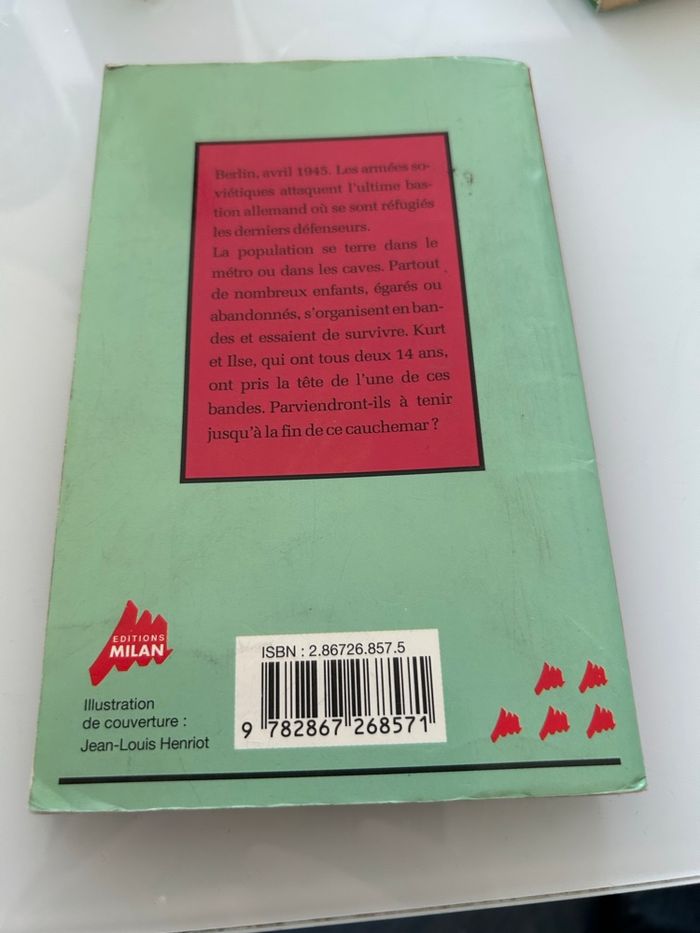 Berlin, avril 1945. Les armées so-
viétiques attaquent l'ultime bas-
tion allemand où se sont réfugiés
les derniers défenseurs.
La population se terre dans le
métro ou dans les caves. Partout
de nombreux enfants, égarés ou
abandonnés, s'organisent en ban-
des et essaient de survivre. Kurt
et Ilse, qui ont tous deux 14 ans,
ont pris la tête de l'une de ces
bandes. Parviendront-ils à tenir
jusqu'à la fin de ce cauchemar ?
EDITIONS
MILAN
Illustration
de couverture :
Jean-Louis Henriot
ISBN : 2.86726.857.5
9 782867 268571